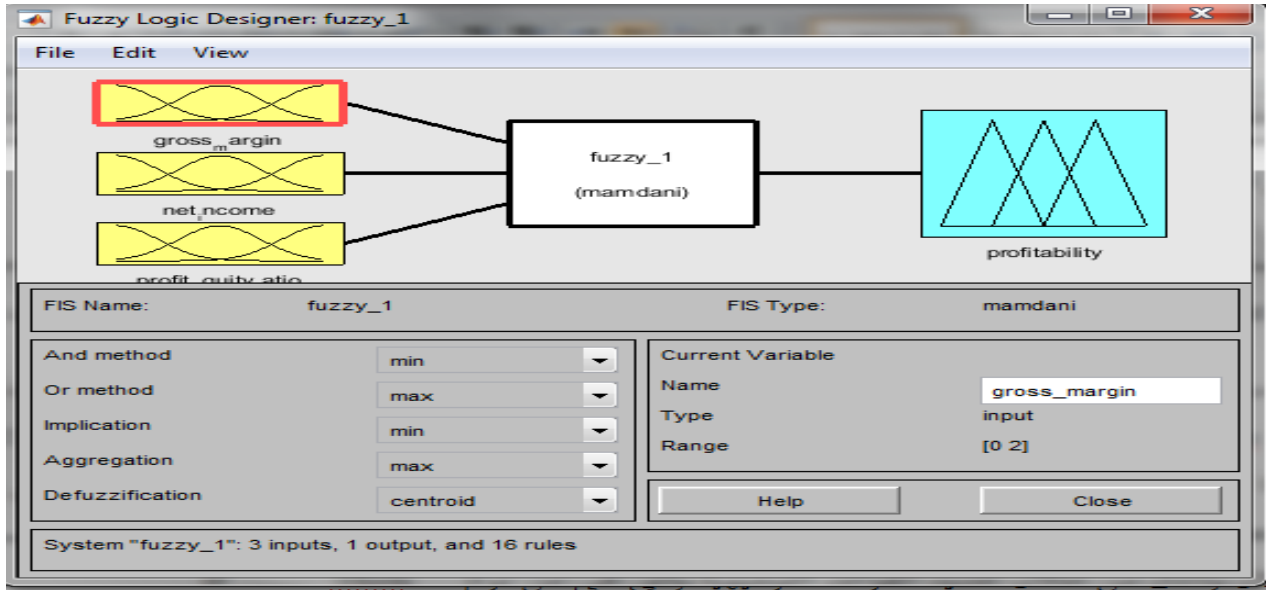 Fuzzy Logic Designer: fuzzy_1
File Edit View
gross_margin
net_income
fuzzy_1
(mamdani)
profitability
FIS Name: fuzzy_1 FIS Type: mamdani
And method min
Or method max
Implication min
Aggregation max
Defuzzification centroid
Current Variable
Name gross_margin
Type input
Range [0 2]
Help Close
System "fuzzy_1": 3 inputs, 1 output, and 16 rules